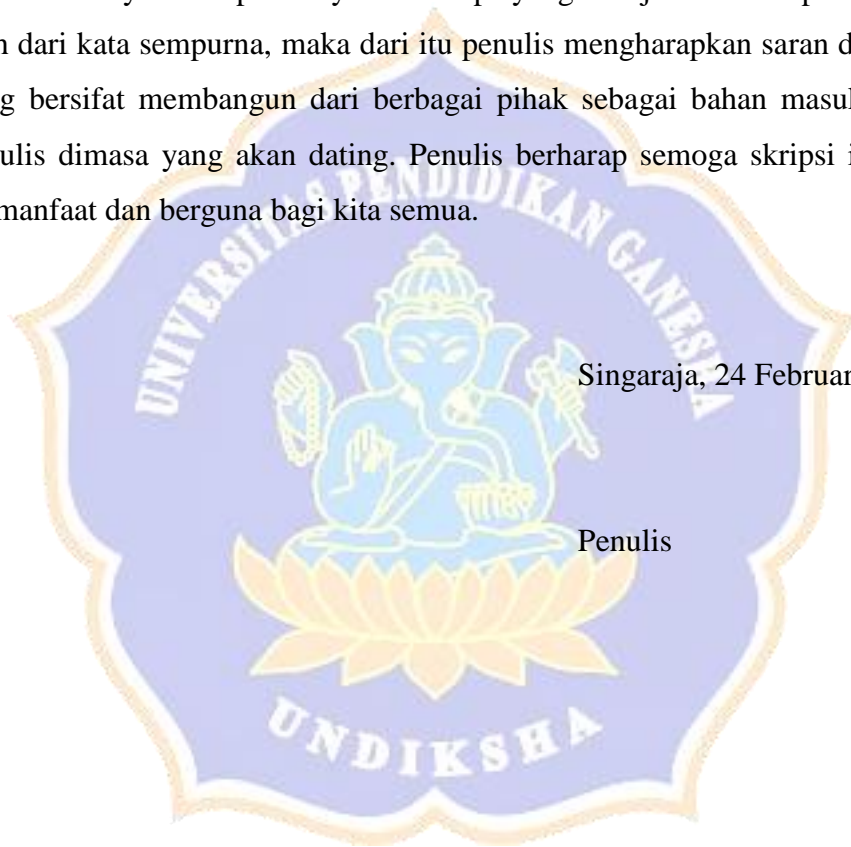 dari kata sempurna, maka dari itu penulis mengharapkan saran
bersifat membangun dari berbagai pihak sebagai bahan
dimasa yang akan dating. Penulis berharap semoga skripsi
manfaat dan berguna bagi kita semua.
UNIVERSITAS PENDIDIKAN GANESHA
Singaraja, 24 Februar
Penulis
UNDIKSHA